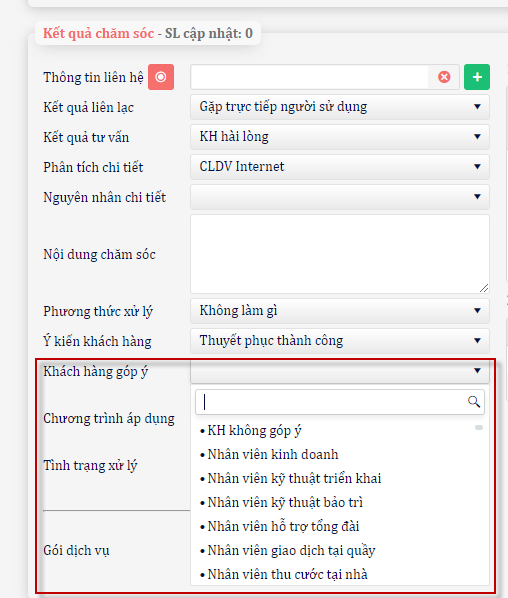 Kết quả chăm sóc - SL cập nhật: 0
Thông tin liên hệ
Kết quả liên lạc Gặp trực tiếp người sử dụng
Kết quả tư vấn KH hài lòng
Phân tích chi tiết CLDV Internet
Nguyên nhân chi tiết
Nội dung chăm sóc
Phương thức xử lý Không làm gì
Ý kiến khách hàng Thuyết phục thành công
Khách hàng góp ý
Chương trình áp dụng
Tình trạng xử lý
Gói dịch vụ
• KH không góp ý
• Nhân viên kinh doanh
• Nhân viên kỹ thuật triển khai
• Nhân viên kỹ thuật bảo trì
• Nhân viên hỗ trợ tổng đài
• Nhân viên giao dịch tại quầy
• Nhân viên thu cước tại nhà